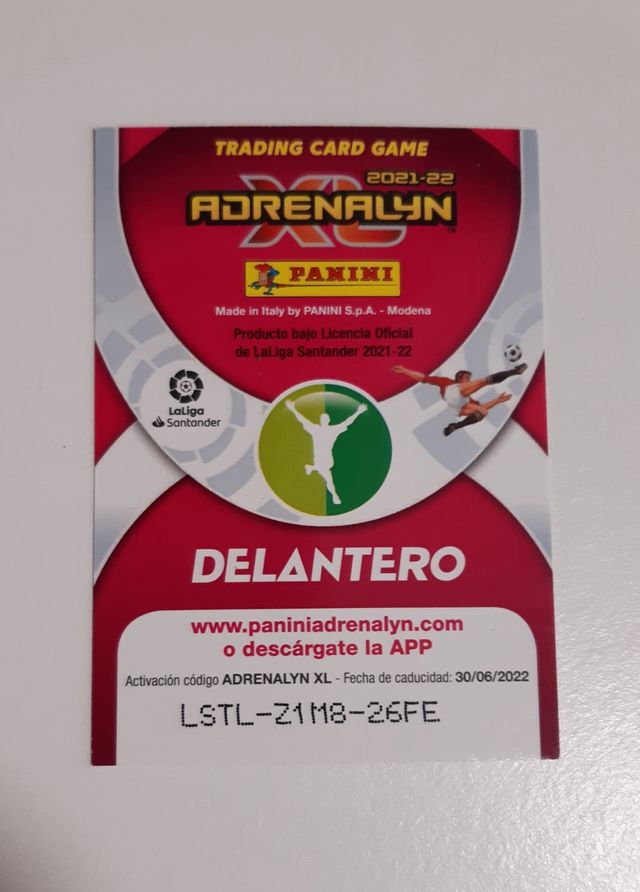 TRADING CARD GAME
2021-22
ADRENALYN
XL
TM
PANINI
Made in Italy by PANINI S.p.A. - Modena
Producto bajo Licencia Oficial
de LaLiga Santander 2021-22
LaLiga
Santander
DELANTERO
www.paniniadrenalyn.com
o descárgate la APP
Activación código ADRENALYN XL - Fecha de caducidad: 30/06/2022
LSTL-Z1M8-26FE